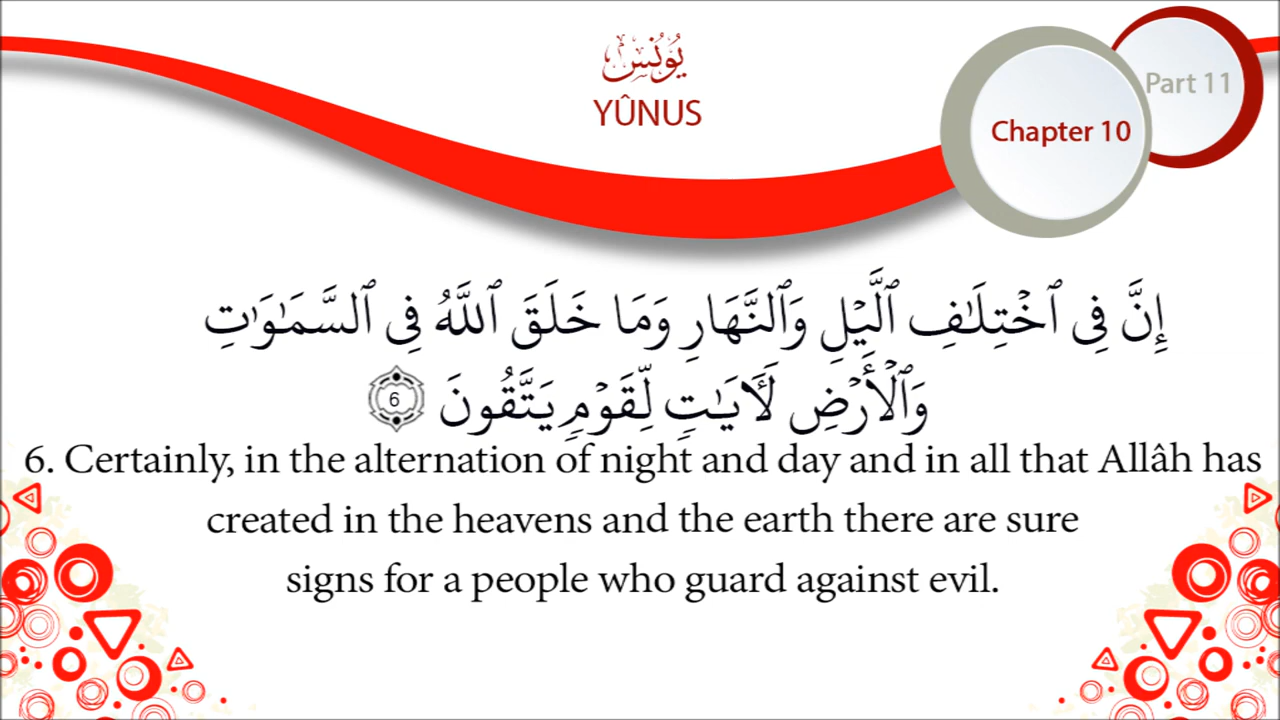 يُونُس
YÛNUS
Part 11
Chapter 10
إِنَّ فِى ٱخْتِلَـٰفِ ٱلَّيْلِ وَٱلنَّهَارِ وَمَا خَلَقَ ٱللَّهُ فِى ٱلسَّمَـٰوَٰتِ
وَٱلْأَرْضِ لَـَٔايَـٰتٍ لِّقَوْمٍ يَتَّقُونَ 6
6. Certainly, in the alternation of night and day and in all that Allâh has
created in the heavens and the earth there are sure
signs for a people who guard against evil.